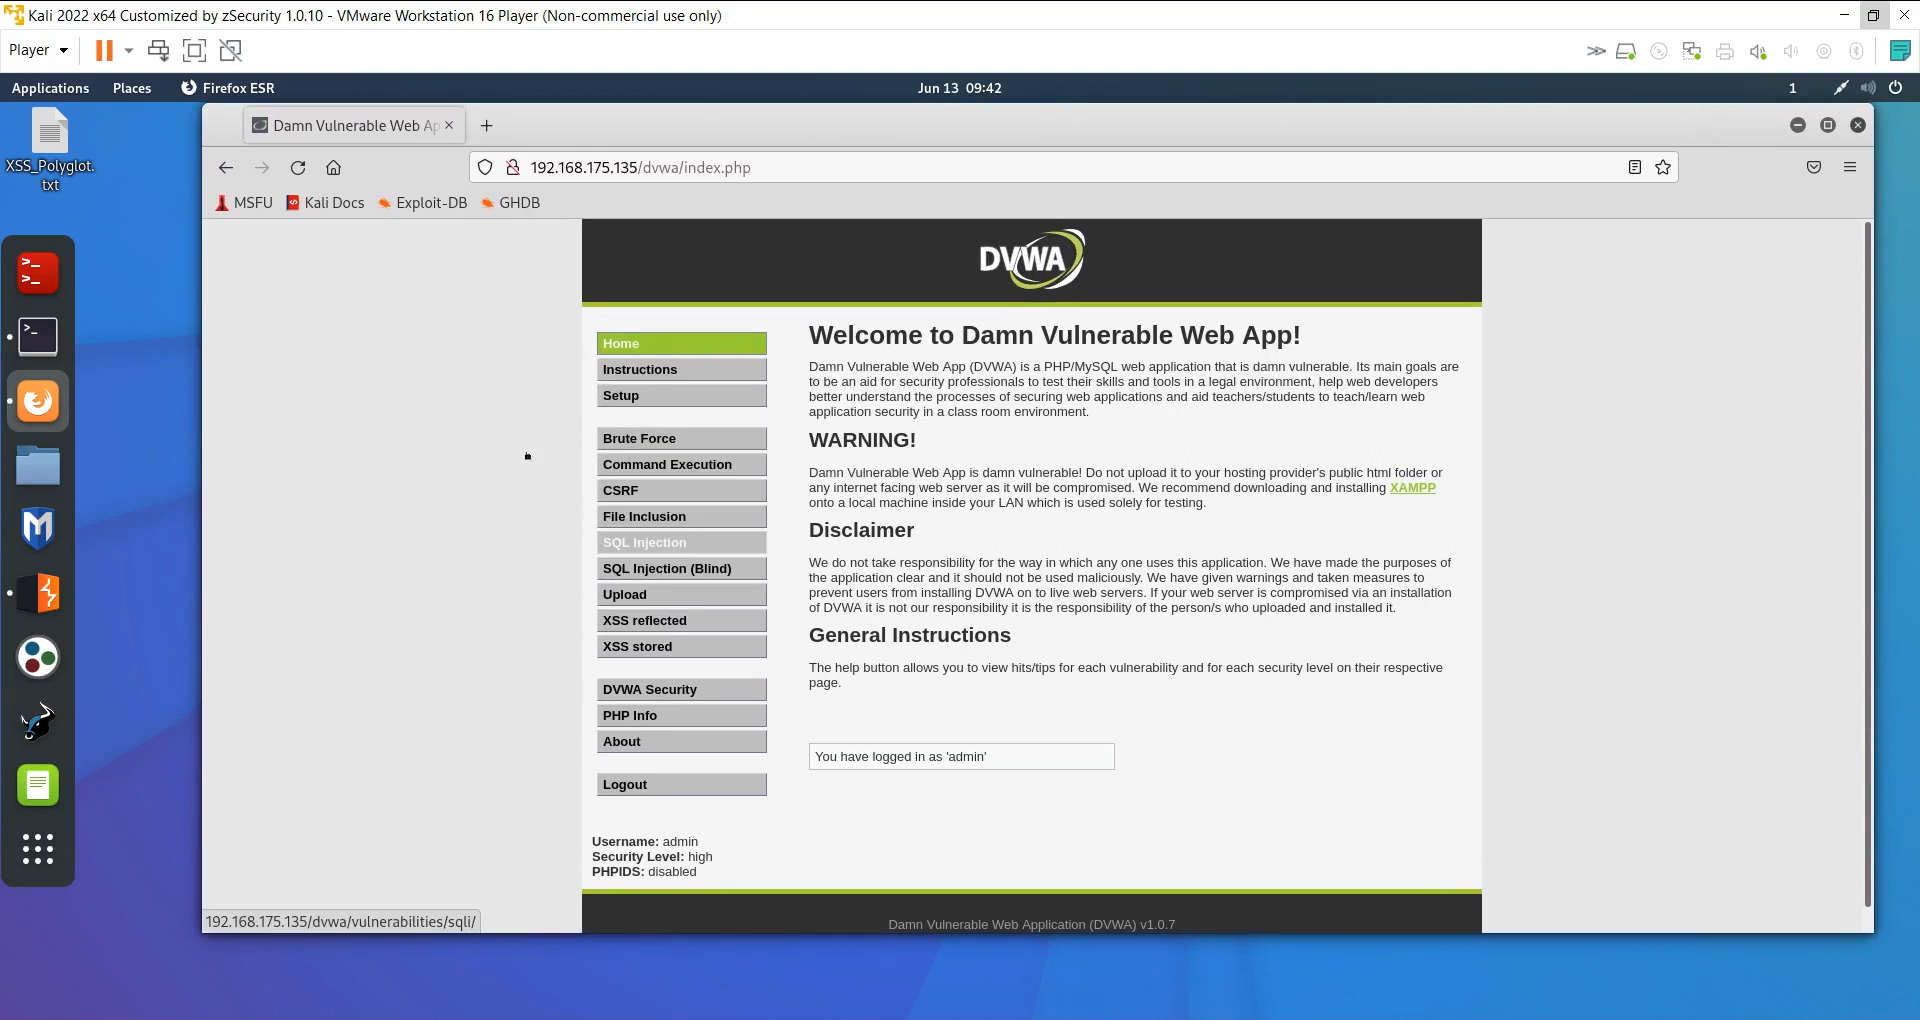 Kali 2022 x64 Customized by zSecurity 1.0.10 - VMware Workstation 16 Player (Non-commercial use only)
Player
Applications Places Firefox ESR Jun 13 09:42 1
XSS_Polyglot.
txt
Damn Vulnerable Web Ap
192.168.175.135/dvwa/index.php
MSFU Kali Docs Exploit-DB GHDB
DVWA
Home
Instructions
Setup
Brute Force
Command Execution
CSRF
File Inclusion
SQL Injection
SQL Injection (Blind)
Upload
XSS reflected
XSS stored
DVWA Security
PHP Info
About
Logout
Username: admin
Security Level: high
PHPIDS: disabled
Welcome to Damn Vulnerable Web App!
Damn Vulnerable Web App (DVWA) is a PHP/MySQL web application that is damn vulnerable. Its main goals are
to be an aid for security professionals to test their skills and tools in a legal environment, help web developers
better understand the processes of securing web applications and aid teachers/students to teach/learn web
application security in a class room environment.
WARNING!
Damn Vulnerable Web App is damn vulnerable! Do not upload it to your hosting provider's public html folder or
any internet facing web server as it will be compromised. We recommend downloading and installing XAMPP
onto a local machine inside your LAN which is used solely for testing.
Disclaimer
We do not take responsibility for the way in which any one uses this application. We have made the purposes of
the application clear and it should not be used maliciously. We have given warnings and taken measures to
prevent users from installing DVWA on to live web servers. If your web server is compromised via an installation
of DVWA it is not our responsibility it is the responsibility of the person/s who uploaded and installed it.
General Instructions
The help button allows you to view hits/tips for each vulnerability and for each security level on their respective
page.
You have logged in as 'admin'
192.168.175.135/dvwa/vulnerabilities/sqli/
Damn Vulnerable Web Application (DVWA) v1.0.7